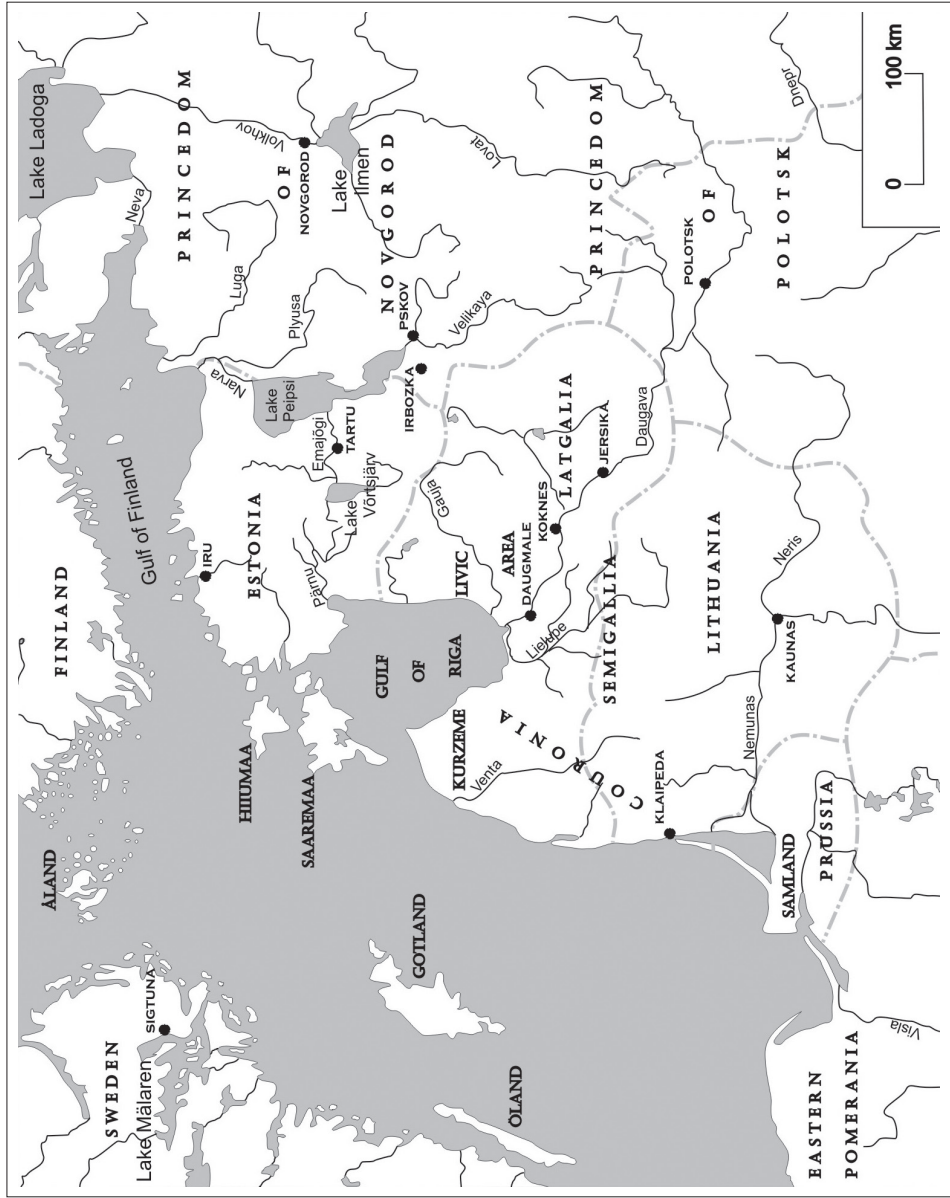 SWEDEN
Lake Mälaren
SIGTUNA
ÅLAND
FINLAND
Gulf of Finland
Lake Ladoga
Neva
PRINCEDOM
OF
NOVGOROD
Volkhov
NOVGOROD
Lake
Ilmen
Luga
Plyusa
Narva
Lake
Peipsi
HIIUMAA
SAAREMAA
IRU
ESTONIA
Pärnu
Emajõgi
TARTU
Lake
Võrtsjärv
PSKOV
IRBOZKA
Velikaya
Lovat
GOTLAND
ÖLAND
GULF
OF
RIGA
KURZEME
Venta
COURONIA
LIVIC
AREA
Gauja
DAUGMALE
KOKNES
LATGALIA
JERSIKA
Daugava
Lielupe
SEMIGALLIA
PRINCEDOM
OF
POLOTSK
POLOTSK
Dnepr
KLAIPEDA
LITHUANIA
Nemunas
KAUNAS
Neris
SAMLAND
PRUSSIA
EASTERN
POMERANIA
Visla
0 100 km